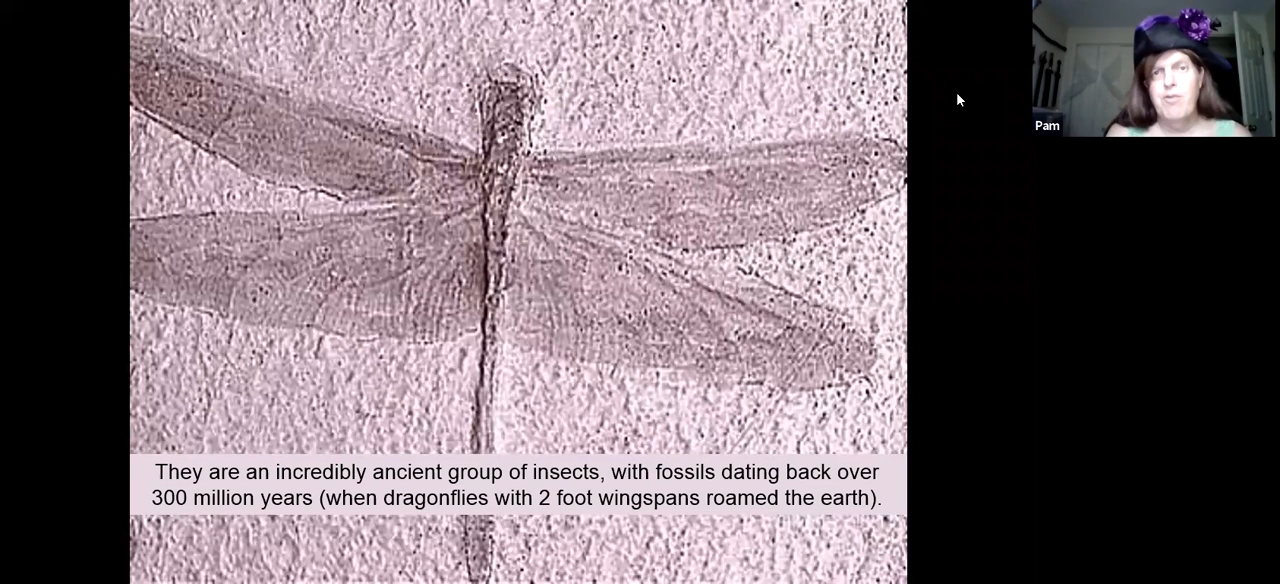 Pam
They are an incredibly ancient group of insects, with fossils dating back over
300 million years (when dragonflies with 2 foot wingspans roamed the earth).